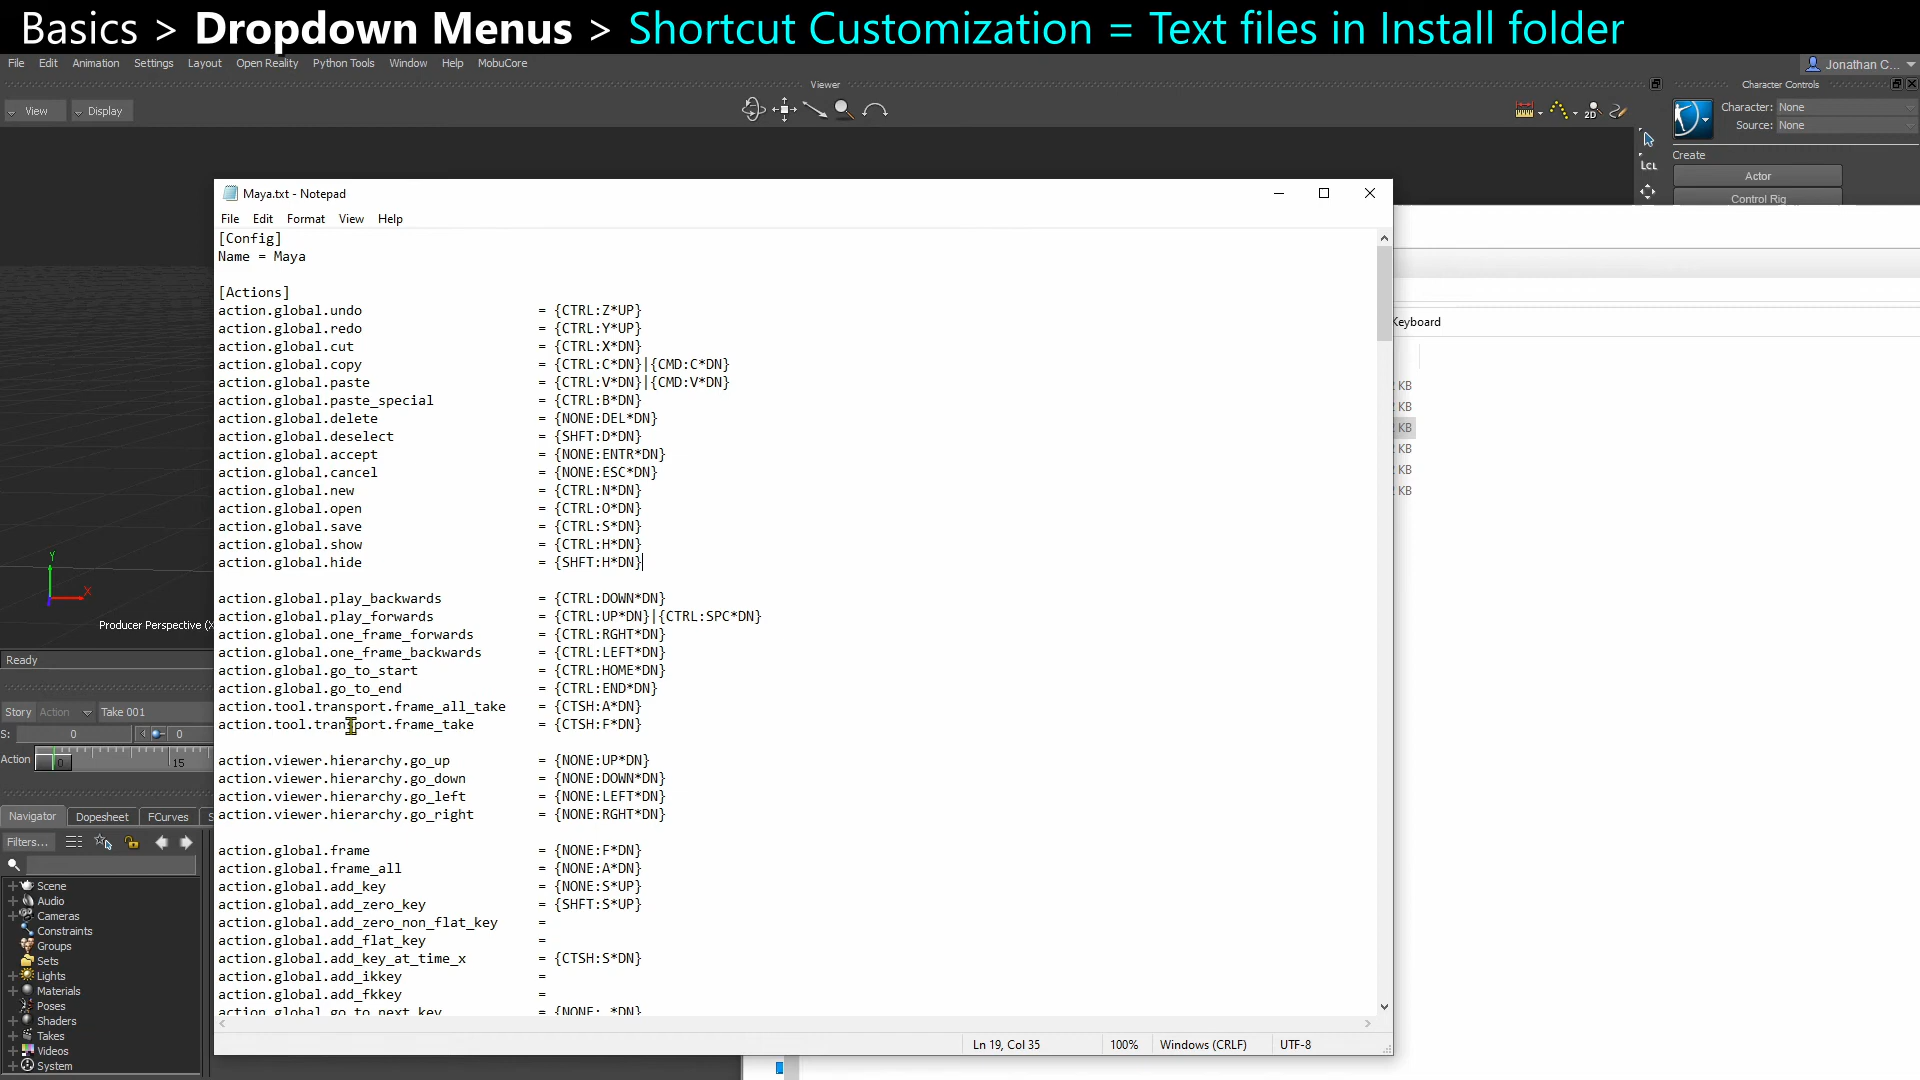 Basics > Dropdown Menus > Shortcut Customization = Text files in Install folder
File Edit Animation Settings Layout Open Reality Python Tools Window Help MobuCore
Jonathan C...
Viewer
Character Controls
View Display
2D
Character: None
Source: None
Create
LCL
Actor
Control Rig
Maya.txt - Notepad
File Edit Format View Help
[Config]
Name = Maya
[Actions]
action.global.undo = {CTRL:Z*UP}
action.global.redo = {CTRL:Y*UP}
action.global.cut = {CTRL:X*DN}
action.global.copy = {CTRL:C*DN}|{CMD:C*DN}
action.global.paste = {CTRL:V*DN}|{CMD:V*DN}
action.global.paste_special = {CTRL:B*DN}
action.global.delete = {NONE:DEL*DN}
action.global.deselect = {SHFT:D*DN}
action.global.accept = {NONE:ENTR*DN}
action.global.cancel = {NONE:ESC*DN}
action.global.new = {CTRL:N*DN}
action.global.open = {CTRL:O*DN}
action.global.save = {CTRL:S*DN}
action.global.show = {CTRL:H*DN}
action.global.hide = {SHFT:H*DN}
action.global.play_backwards = {CTRL:DOWN*DN}
action.global.play_forwards = {CTRL:UP*DN}|{CTRL:SPC*DN}
action.global.one_frame_forwards = {CTRL:RGHT*DN}
action.global.one_frame_backwards = {CTRL:LEFT*DN}
action.global.go_to_start = {CTRL:HOME*DN}
action.global.go_to_end = {CTRL:END*DN}
action.tool.transport.frame_all_take = {CTSH:A*DN}
action.tool.transport.frame_take = {CTSH:F*DN}
action.viewer.hierarchy.go_up = {NONE:UP*DN}
action.viewer.hierarchy.go_down = {NONE:DOWN*DN}
action.viewer.hierarchy.go_left = {NONE:LEFT*DN}
action.viewer.hierarchy.go_right = {NONE:RGHT*DN}
action.global.frame = {NONE:F*DN}
action.global.frame_all = {NONE:A*DN}
action.global.add_key = {NONE:S*UP}
action.global.add_zero_key = {SHFT:S*UP}
action.global.add_zero_non_flat_key =
action.global.add_flat_key =
action.global.add_key_at_time_x = {CTSH:S*DN}
action.global.add_ikkey =
action.global.add_fkkey =
action.global.go_to_next_key = {NONE:.*DN}
Ln 19, Col 35 100% Windows (CRLF) UTF-8
Keyboard
KB
KB
KB
KB
KB
KB
Y
X
Producer Perspective (X
Ready
Story Action Take 001
S: 0 0
Action 0 15
Navigator Dopesheet FCurves S
Filters...
Scene
Audio
Cameras
Constraints
Groups
Sets
Lights
Materials
Poses
Shaders
Takes
Videos
System